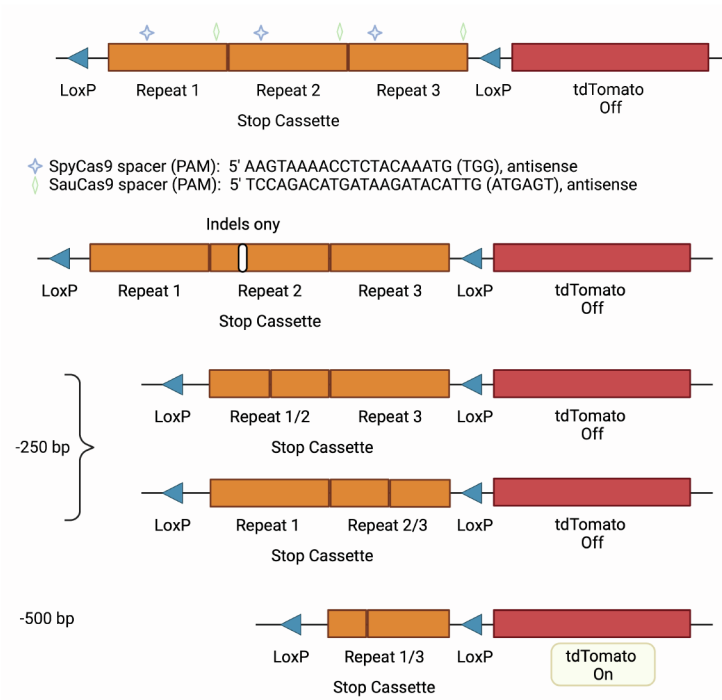 LoxP Repeat 1 Repeat 2 Repeat 3 LoxP tdTomato
Off
Stop Cassette
SpyCas9 spacer (PAM): 5' AAGTAAAACCTCTACAAATG (TGG), antisense
SauCas9 spacer (PAM): 5' TCCAGACATGATAAGATACATTG (ATGAGT), antisense
Indels ony
LoxP Repeat 1 Repeat 2 Repeat 3 LoxP tdTomato
Off
Stop Cassette
LoxP Repeat 1/2 Repeat 3 LoxP tdTomato
Off
Stop Cassette
-250 bp
LoxP Repeat 1 Repeat 2/3 LoxP tdTomato
Off
Stop Cassette
-500 bp
LoxP Repeat 1/3 LoxP tdTomato
On
Stop Cassette